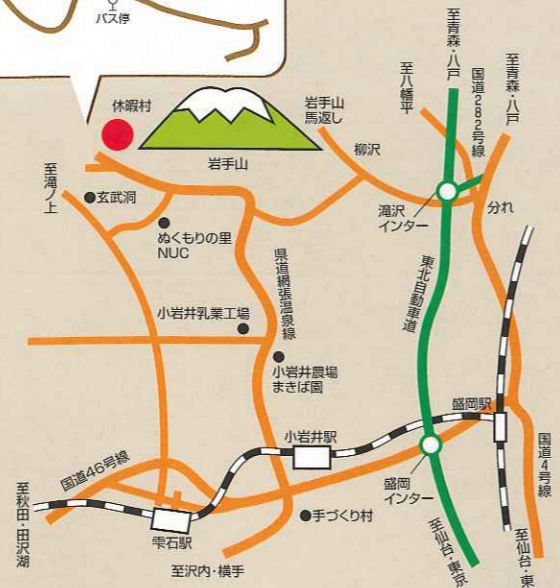 バス停
休暇村
岩手山
岩手山
馬返し
柳沢
至八幡平
至青森・八戸
国道282号線
至青森・八戸
分れ
滝沢
インター
至滝ノ上
玄武洞
ぬくもりの里
NUC
県道網張温泉線
東北自動車道
小岩井乳業工場
小岩井農場
まきば園
盛岡駅
小岩井駅
国道46号線
盛岡
インター
国道4号線
至秋田・田沢湖
雫石駅
手づくり村
至沢内・横手
至仙台・東京
至仙台・東